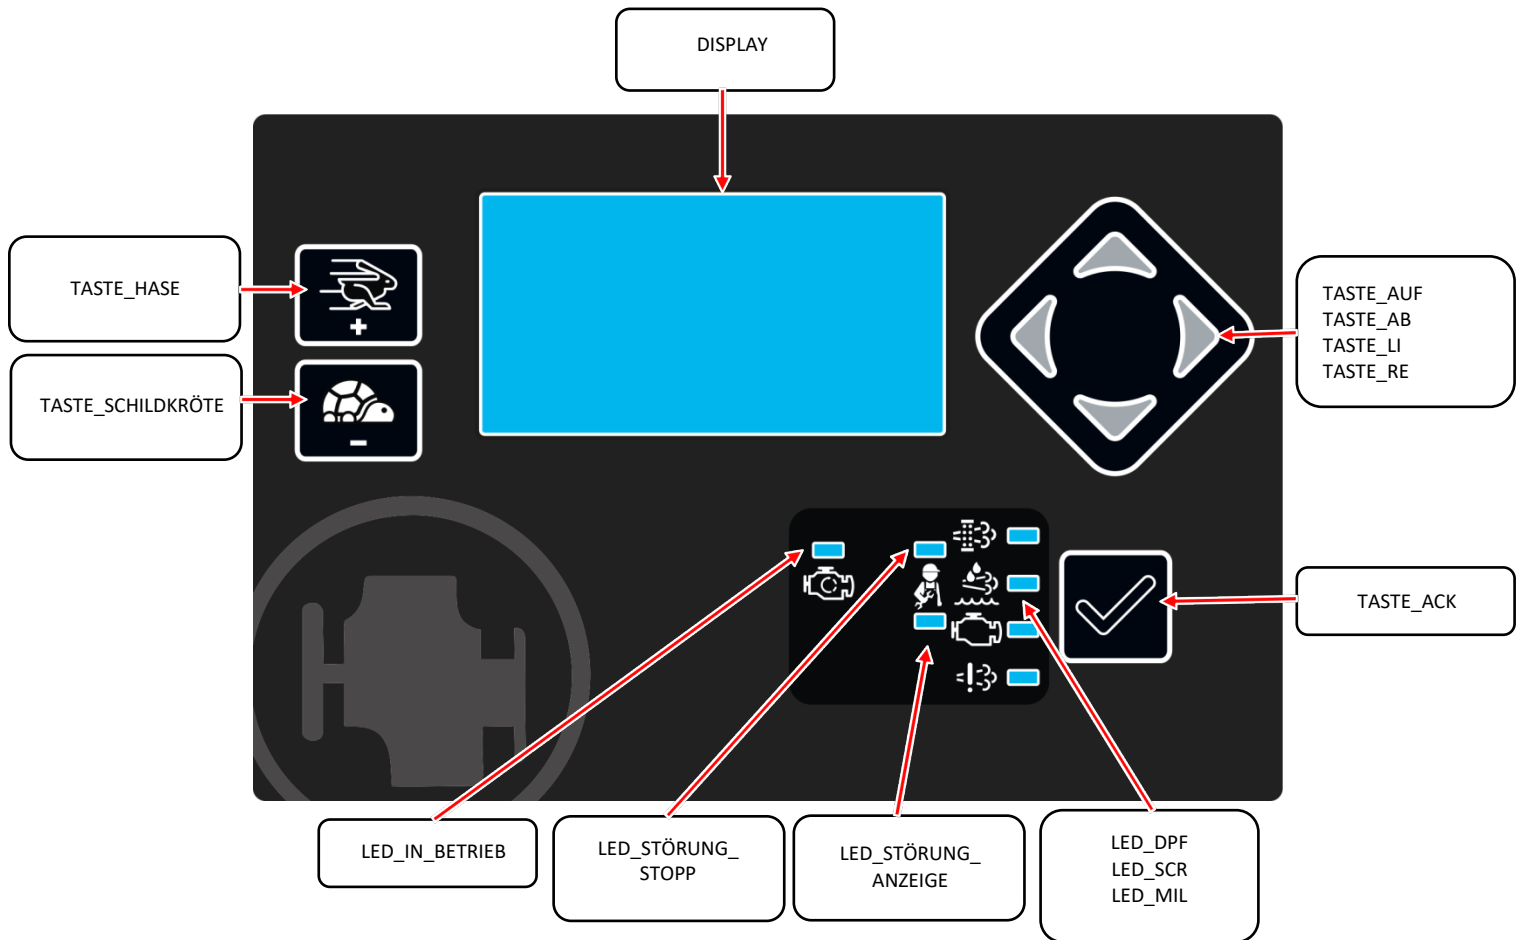 DISPLAY
TASTE_HASE
+
TASTE_SCHILDKRÖTE
-
TASTE_AUF
TASTE_AB
TASTE_LI
TASTE_RE
TASTE_ACK
LED_IN_BETRIEB
LED_STÖRUNG_
STOPP
LED_STÖRUNG_
ANZEIGE
LED_DPF
LED_SCR
LED_MIL